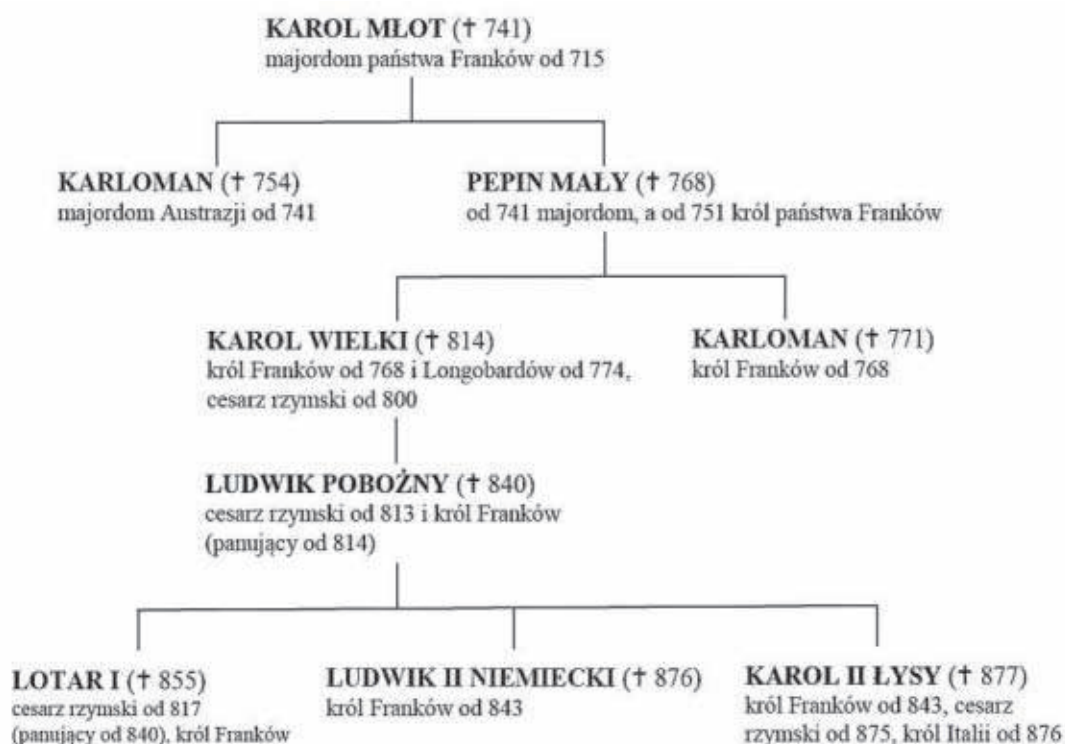 KAROL MŁOT († 741)
majordom państwa Franków od 715
KARLOMAN († 754)
majordom Austrazji od 741
PEPIN MAŁY († 768)
od 741 majordom, a od 751 król państwa Franków
KAROL WIELKI († 814)
król Franków od 768 i Longobardów od 774,
cesarz rzymski od 800
KARLOMAN († 771)
król Franków od 768
LUDWIK POBOŻNY († 840)
cesarz rzymski od 813 i król Franków
(panujący od 814)
LOTAR I († 855)
cesarz rzymski od 817
(panujący od 840), król Franków
LUDWIK II NIEMIECKI († 876)
król Franków od 843
KAROL II ŁYSY († 877)
król Franków od 843, cesarz
rzymski od 875, król Italii od 876